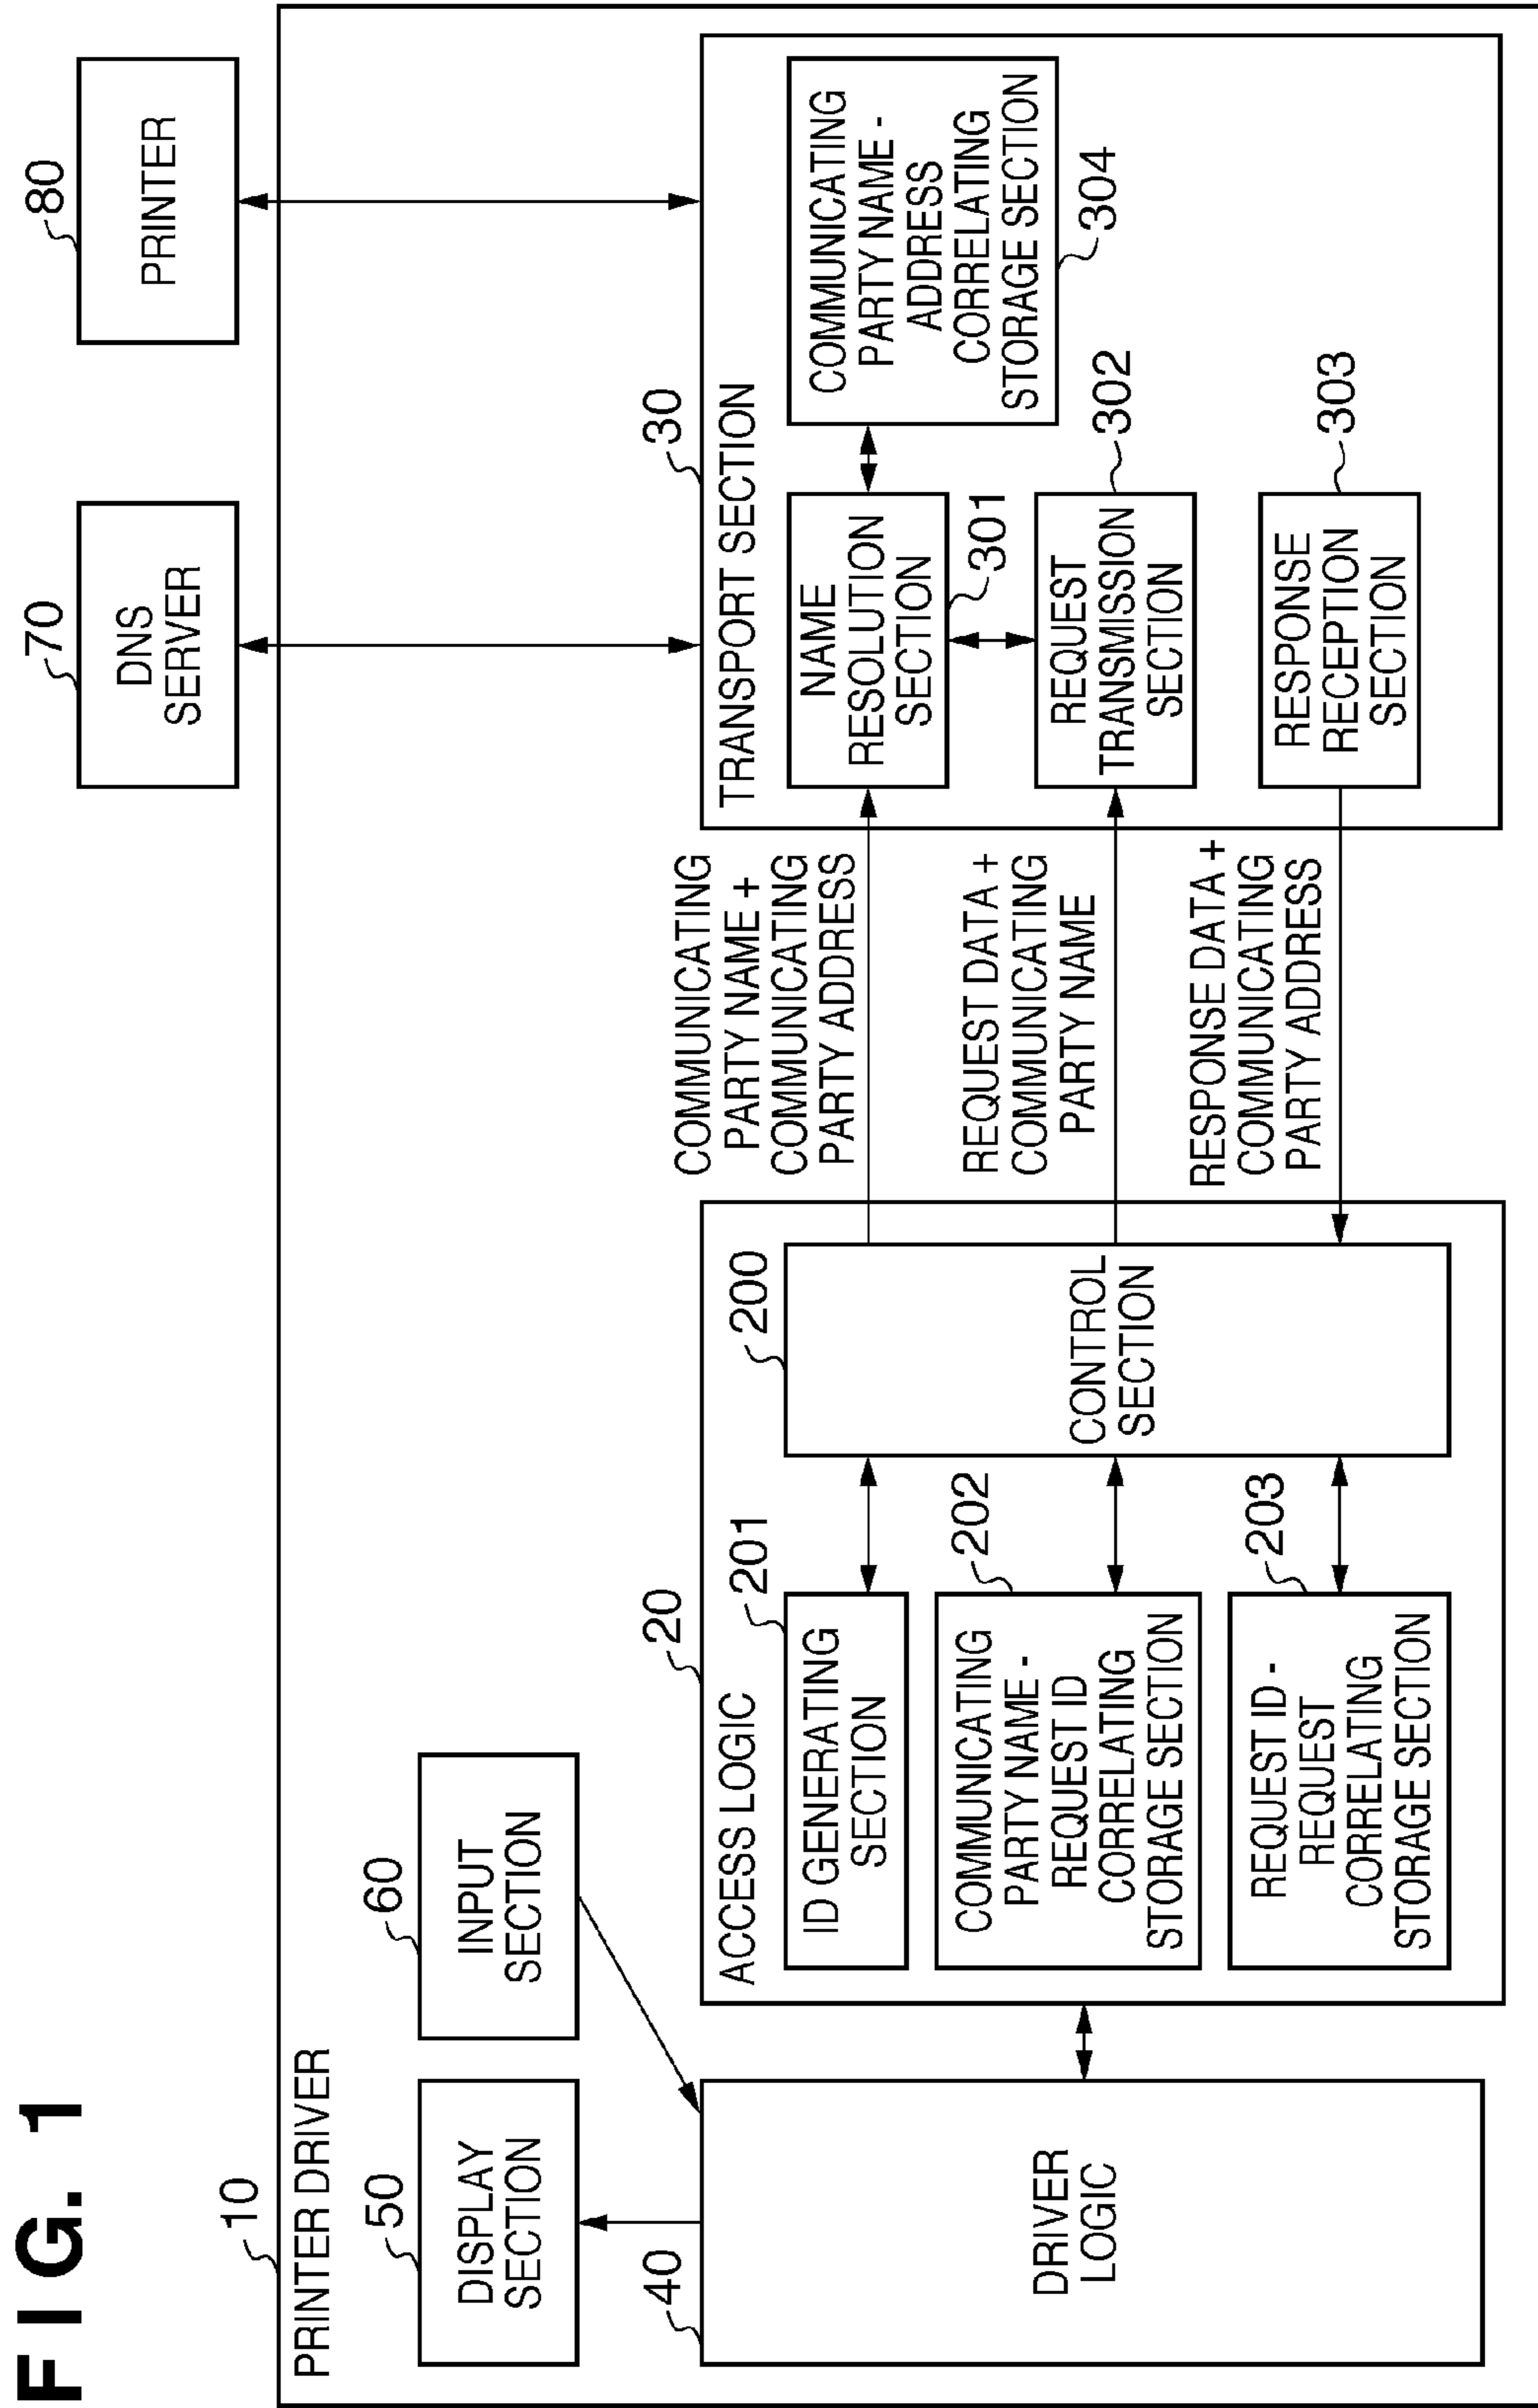 FIG. 1
10
PRINTER DRIVER
50
DISPLAY
SECTION
60
INPUT
SECTION
70
DNS
SERVER
80
PRINTER
40
DRIVER
LOGIC
20
ACCESS LOGIC
201
ID GENERATING
SECTION
202
COMMUNICATING
PARTY NAME -
REQUEST ID
CORRELATING
STORAGE SECTION
203
REQUEST ID -
REQUEST
CORRELATING
STORAGE SECTION
200
CONTROL
SECTION
COMMUNICATING
PARTY NAME +
COMMUNICATING
PARTY ADDRESS
REQUEST DATA +
COMMUNICATING
PARTY NAME
RESPONSE DATA +
COMMUNICATING
PARTY ADDRESS
30
TRANSPORT SECTION
NAME
RESOLUTION
SECTION
301
REQUEST
TRANSMISSION
SECTION
302
RESPONSE
RECEPTION
SECTION
303
COMMUNICATING
PARTY NAME -
ADDRESS
CORRELATING
STORAGE SECTION
304